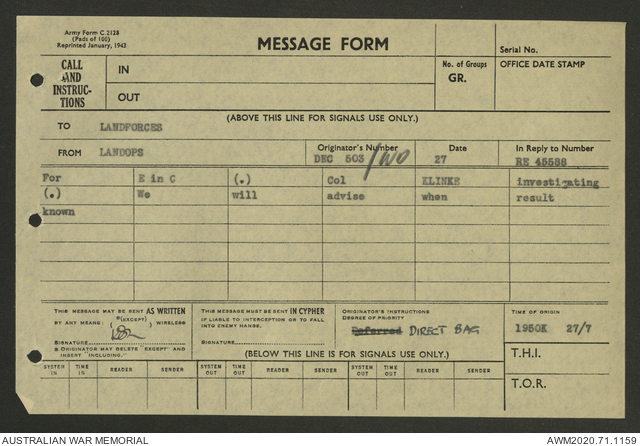 Army Form C.2128
(Pads of 100)
Reprinted January, 1943
MESSAGE FORM
Serial No.
CALL AND INSTRUC-TIONS
IN
OUT
No. of Groups
GR.
OFFICE DATE STAMP
(ABOVE THIS LINE FOR SIGNALS USE ONLY.)
TO LANDFORCES
FROM LANDOPS
Originator's Number
DEC 503 /WO
Date
27
In Reply to Number
RE 45588
For E in C (.) Col KLINKE investigating
(.) We will advise when result
known
THIS MESSAGE MAY BE SENT AS WRITTEN
*(EXCEPT)
BY ANY MEANS. ( ) WIRELESS
SIGNATURE
* ORIGINATOR MAY DELETE "EXCEPT" AND
INSERT "INCLUDING."
THIS MESSAGE MUST BE SENT IN CYPHER
IF LIABLE TO INTERCEPTION OR TO FALL
INTO ENEMY HANDS.
SIGNATURE
ORIGINATOR'S INSTRUCTIONS
DEGREE OF PRIORITY
Deferred DIRECT BAG
TIME OF ORIGIN
1950K 27/7
(BELOW THIS LINE IS FOR SIGNALS USE ONLY.)
T.H.I.
T.O.R.
SYSTEM IN TIME IN READER SENDER SYSTEM OUT TIME OUT READER SENDER SYSTEM OUT TIME OUT READER SENDER
AUSTRALIAN WAR MEMORIAL
AWM2020.71.1159